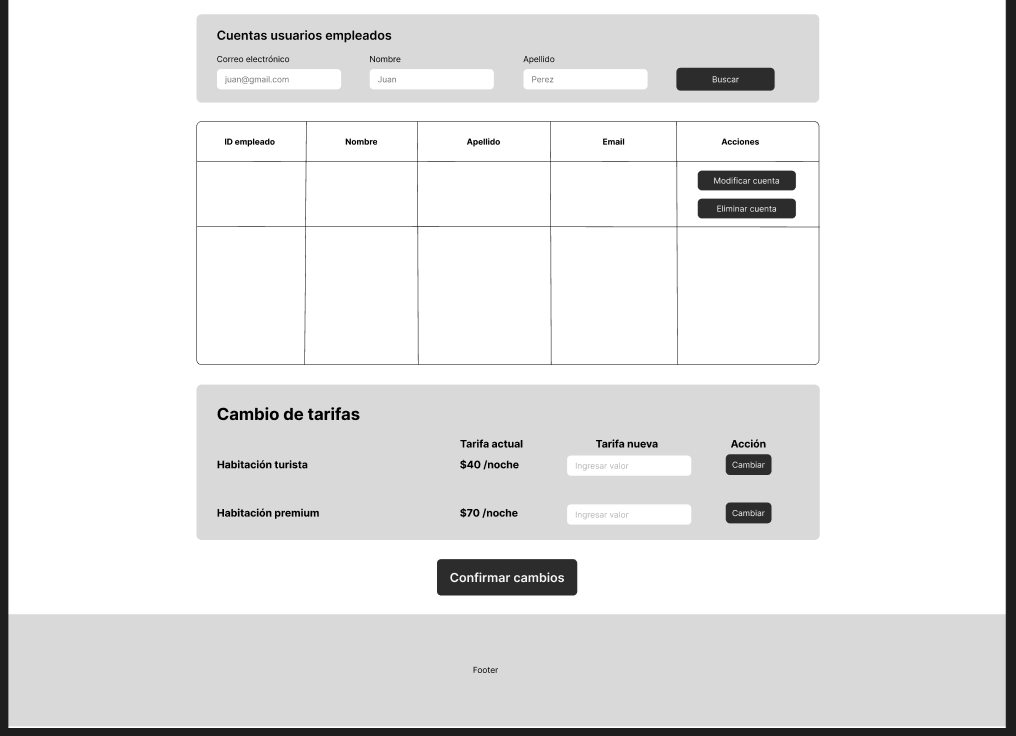 Cuentas usuarios empleados
Correo electrónico Nombre Apellido
juan@gmail.com Juan Perez Buscar
ID empleado Nombre Apellido Email Acciones
Modificar cuenta
Eliminar cuenta
Cambio de tarifas
Tarifa actual Tarifa nueva Acción
Habitación turista $40 /noche Ingresar valor Cambiar
Habitación premium $70 /noche Ingresar valor Cambiar
Confirmar cambios
Footer